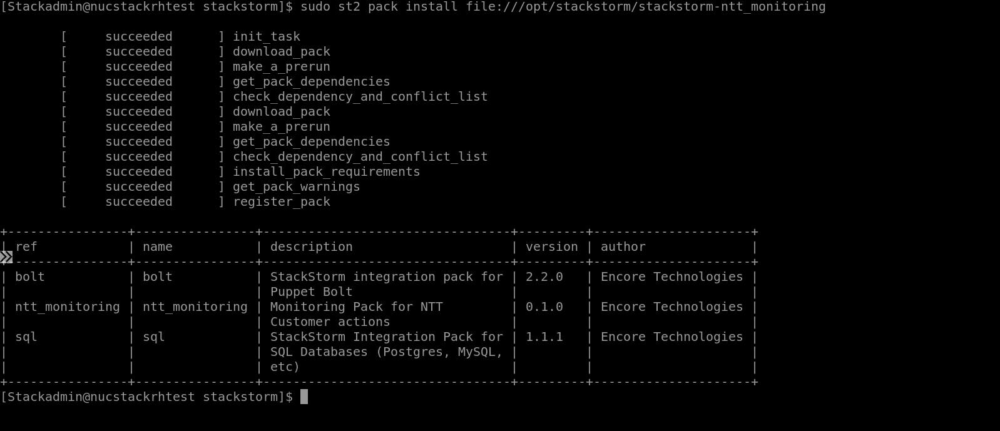 [Stackadmin@nucstackrhtest stackstorm]$ sudo st2 pack install file:///opt/stackstorm/stackstorm-ntt_monitoring
        [     succeeded      ] init_task
        [     succeeded      ] download_pack
        [     succeeded      ] make_a_prerun
        [     succeeded      ] get_pack_dependencies
        [     succeeded      ] check_dependency_and_conflict_list
        [     succeeded      ] download_pack
        [     succeeded      ] make_a_prerun
        [     succeeded      ] get_pack_dependencies
        [     succeeded      ] check_dependency_and_conflict_list
        [     succeeded      ] install_pack_requirements
        [     succeeded      ] get_pack_warnings
        [     succeeded      ] register_pack
+----------------+----------------+---------------------------------+---------+---------------------+
| ref            | name           | description                     | version | author              |
+----------------+----------------+---------------------------------+---------+---------------------+
| bolt           | bolt           | StackStorm integration pack for | 2.2.0   | Encore Technologies |
|                |                | Puppet Bolt                     |         |                     |
| ntt_monitoring | ntt_monitoring | Monitoring Pack for NTT         | 0.1.0   | Encore Technologies |
|                |                | Customer actions                |         |                     |
| sql            | sql            | StackStorm Integration Pack for | 1.1.1   | Encore Technologies |
|                |                | SQL Databases (Postgres, MySQL, |         |                     |
|                |                | etc)                            |         |                     |
+----------------+----------------+---------------------------------+---------+---------------------+
[Stackadmin@nucstackrhtest stackstorm]$